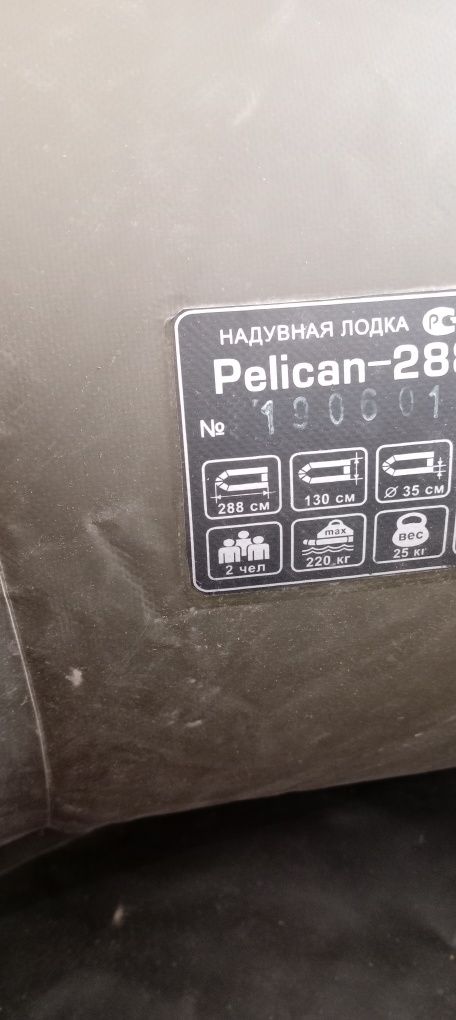 НАДУВНАЯ ЛОДКА
Pelican-288
№ 190601
288 см 130 см ⌀ 35 см
max
вес
2 чел 220 кг 25 кг